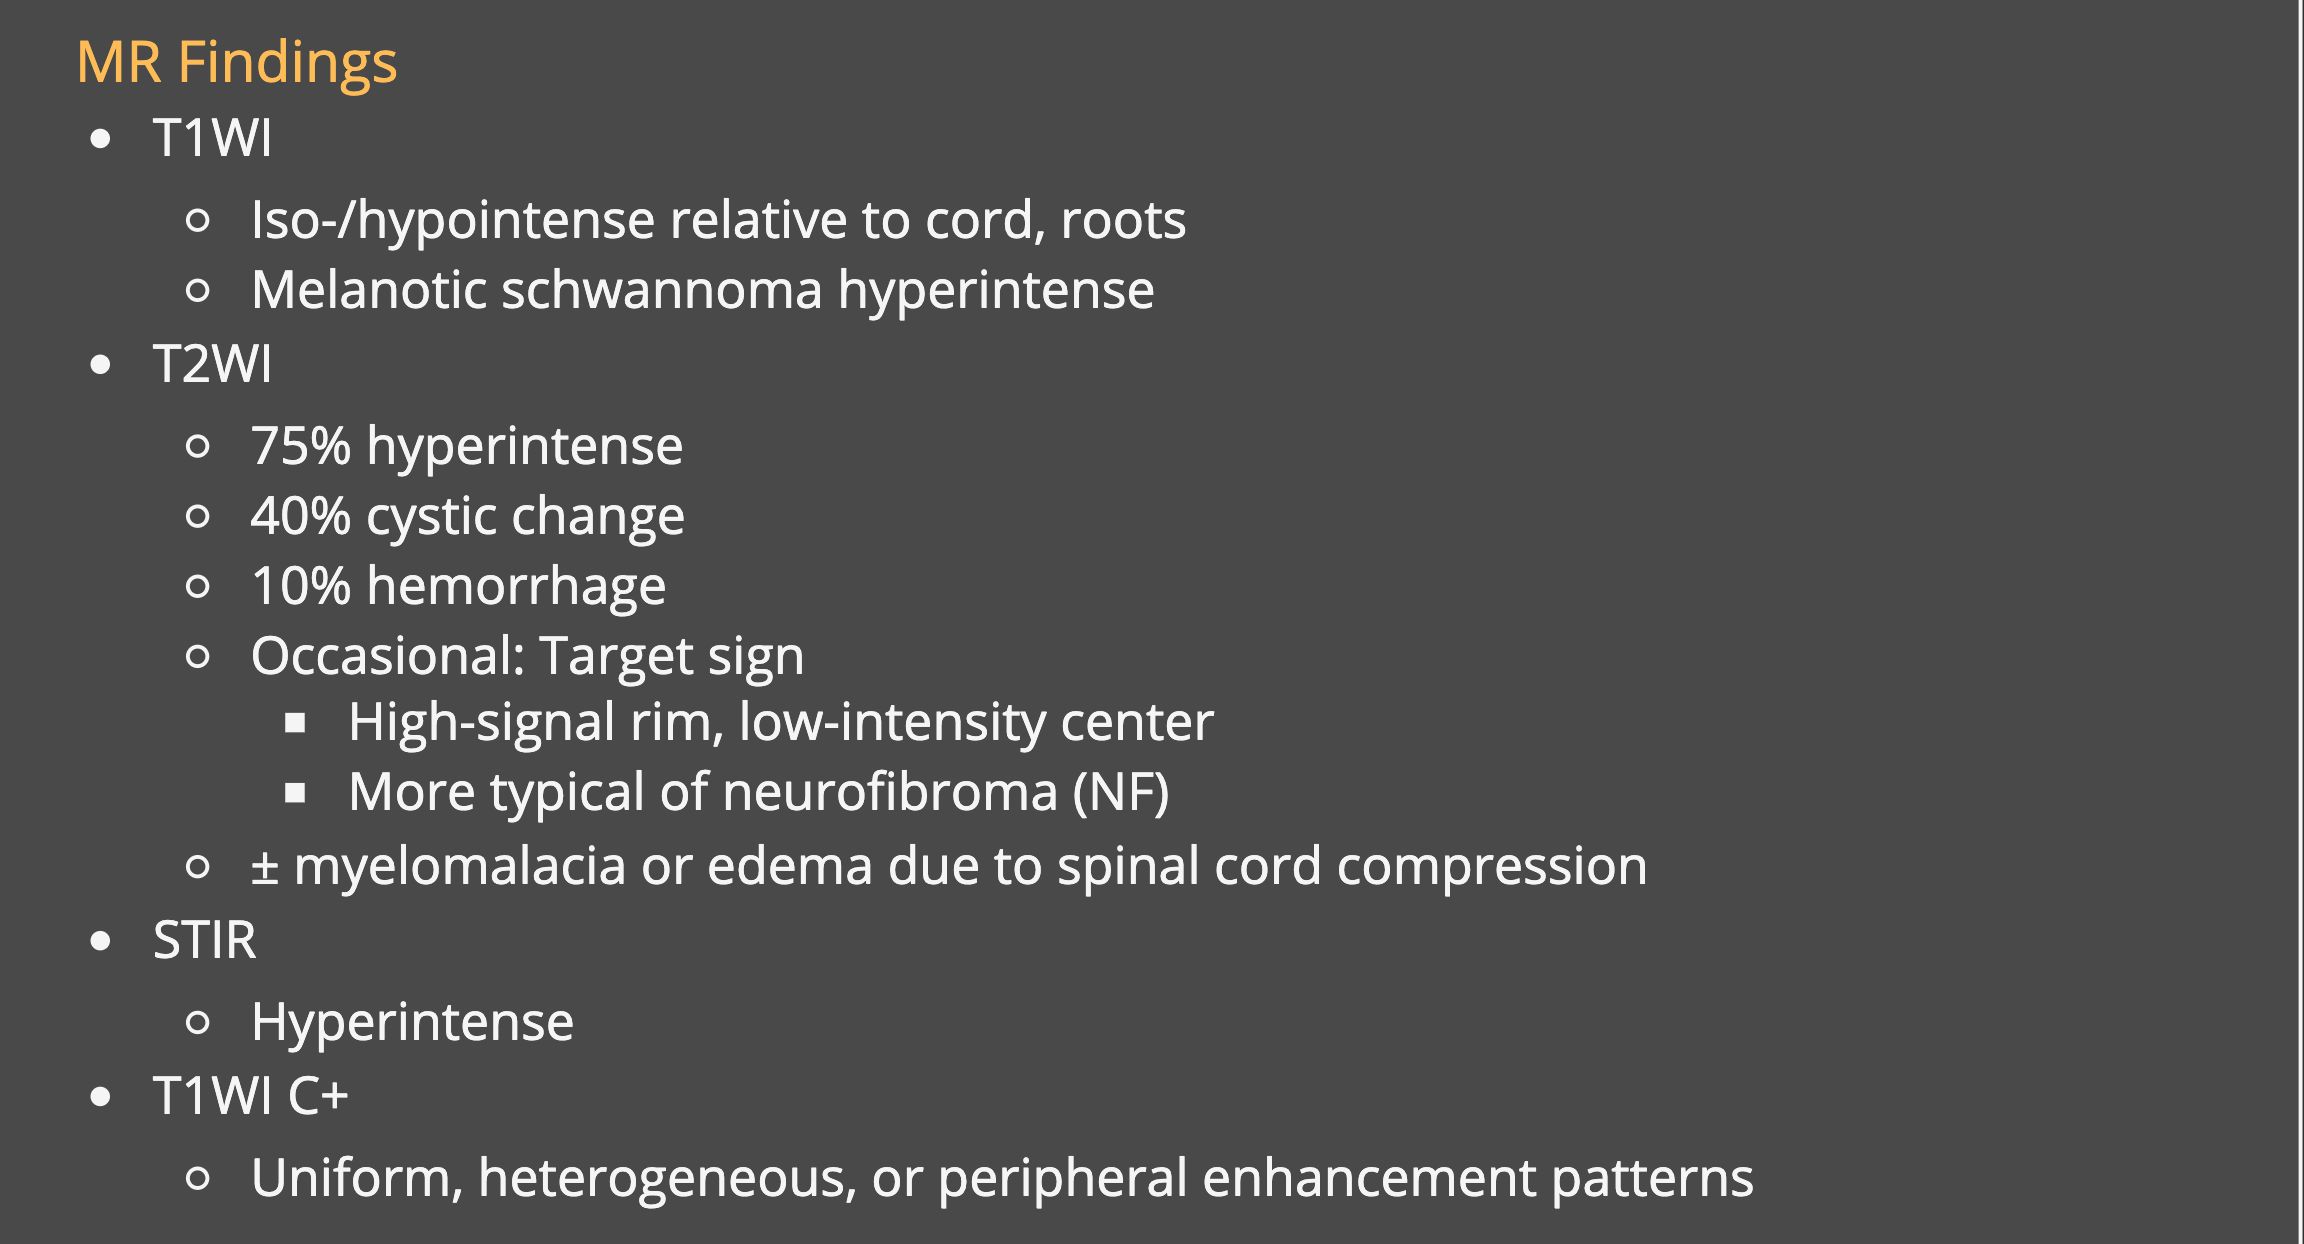 MR Findings
• T1WI
○ Iso-/hypointense relative to cord, roots
○ Melanotic schwannoma hyperintense
• T2WI
○ 75% hyperintense
○ 40% cystic change
○ 10% hemorrhage
○ Occasional: Target sign
■ High-signal rim, low-intensity center
■ More typical of neurofibroma (NF)
○ ± myelomalacia or edema due to spinal cord compression
• STIR
○ Hyperintense
• T1WI C+
○ Uniform, heterogeneous, or peripheral enhancement patterns